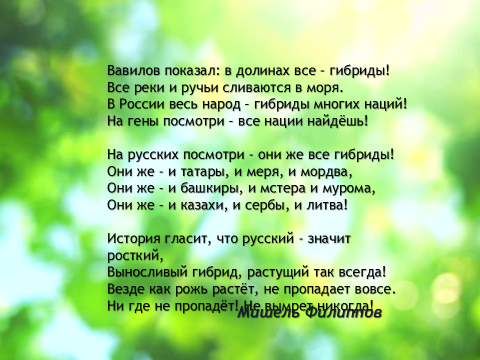 Вавилов показал: в долинах все – гибриды!
Все реки и ручьи сливаются в моря.
В России весь народ – гибриды многих наций!
На гены посмотри – все нации найдёшь!

На русских посмотри - они же все гибриды!
Они же - и татары, и меря, и мордва,
Они же – и башкиры, и мстера и мурома,
Они же – и казахи, и сербы, и литва!

История гласит, что русский - значит
росткий,
Выносливый гибрид, растущий так всегда!
Везде как рожь растёт, не пропадает вовсе.
Ни где не пропадёт! Не вымрет никогда!
Мишель Филиппов